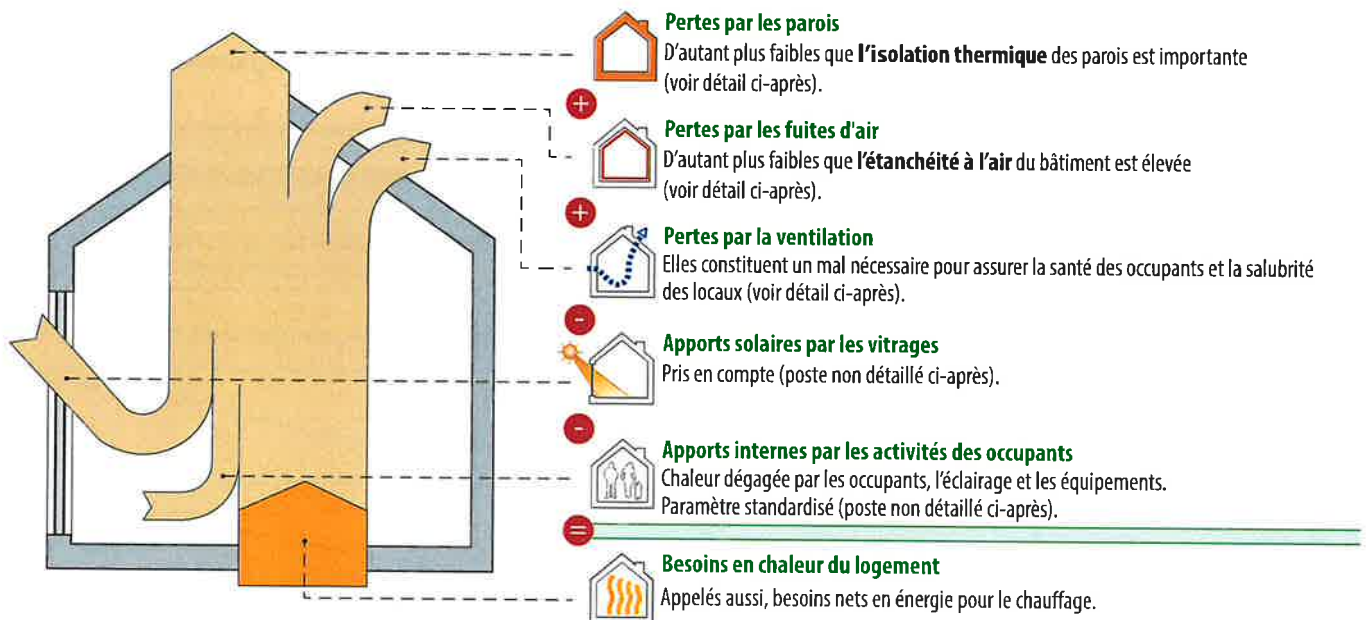 Pertes par les parois
D'autant plus faibles que l'isolation thermique des parois est importante
(voir détail ci-après).
+
Pertes par les fuites d'air
D'autant plus faibles que l'étanchéité à l'air du bâtiment est élevée
(voir détail ci-après).
+
Pertes par la ventilation
Elles constituent un mal nécessaire pour assurer la santé des occupants et la salubrité
des locaux (voir détail ci-après).
-
Apports solaires par les vitrages
Pris en compte (poste non détaillé ci-après).
-
Apports internes par les activités des occupants
Chaleur dégagée par les occupants, l'éclairage et les équipements.
Paramètre standardisé (poste non détaillé ci-après).
=
Besoins en chaleur du logement
Appelés aussi, besoins nets en énergie pour le chauffage.